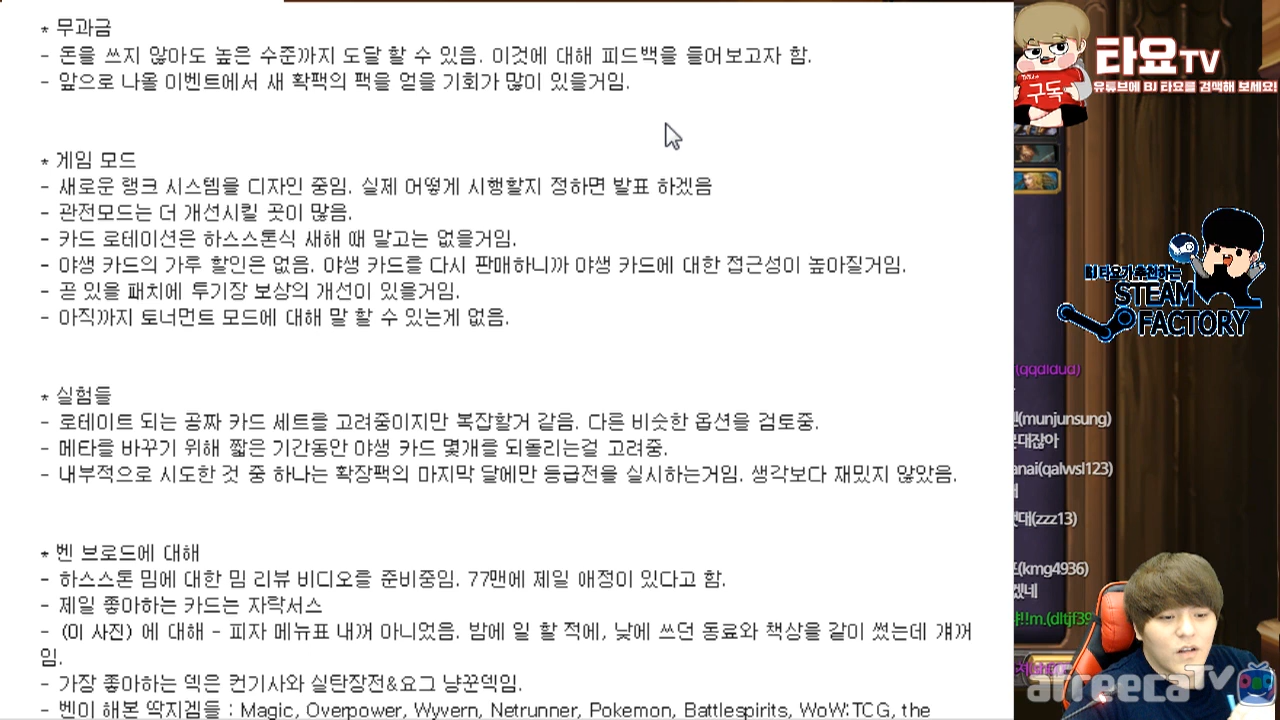 * 무과금
- 돈을 쓰지 않아도 높은 수준까지 도달 할 수 있음. 이것에 대해 피드백을 들어보고자 함.
- 앞으로 나올 이벤트에서 새 확팩의 팩을 얻을 기회가 많이 있을거임.
* 게임 모드
- 새로운 랭크 시스템을 디자인 중임. 실제 어떻게 시행할지 정하면 발표 하겠음
- 관전모드는 더 개선시킬 곳이 많음.
- 카드 로테이션은 하스스톤식 새해 때 말고는 없을거임.
- 야생 카드의 가루 할인은 없음. 야생 카드를 다시 판매하니까 야생 카드에 대한 접근성이 높아질거임.
- 곧 있을 패치에 투기장 보상의 개선이 있을거임.
- 아직까지 토너먼트 모드에 대해 말 할 수 있는게 없음.
* 실험들
- 로테이트 되는 공짜 카드 세트를 고려중이지만 복잡할거 같음. 다른 비슷한 옵션을 검토중.
- 메타를 바꾸기 위해 짧은 기간동안 야생 카드 몇개를 되돌리는걸 고려중.
- 내부적으로 시도한 것 중 하나는 확장팩의 마지막 달에만 등급전을 실시하는거임. 생각보다 재밌지 않았음.
* 벤 브로드에 대해
- 하스스톤 밈에 대한 밈 리뷰 비디오를 준비중임. 77맨에 제일 애정이 있다고 함.
- 제일 좋아하는 카드는 자락서스
- (이 사진) 에 대해 - 피자 메뉴표 내꺼 아니었음. 밤에 일 할 적에, 낮에 쓰던 동료와 책상을 같이 썼는데 걔꺼
임.
- 가장 좋아하는 덱은 컨기사와 실탄장전&요그 냥꾼덱임.
- 벤이 해본 딱지겜들 : Magic, Overpower, Wyvern, Netrunner, Pokemon, Battlespirits, WoW:TCG, the
타요TV
구독
유튜브에 BJ 타요를 검색해 보세요!
BJ 타요가 추천하는
STEAM
FACTORY
(qqdldud)
(munjunsung)
대잖아
anai(qalwsl123)
대(zzz13)
(kmg4936)
겠네
!!m.(dltjf39
afreecaTV